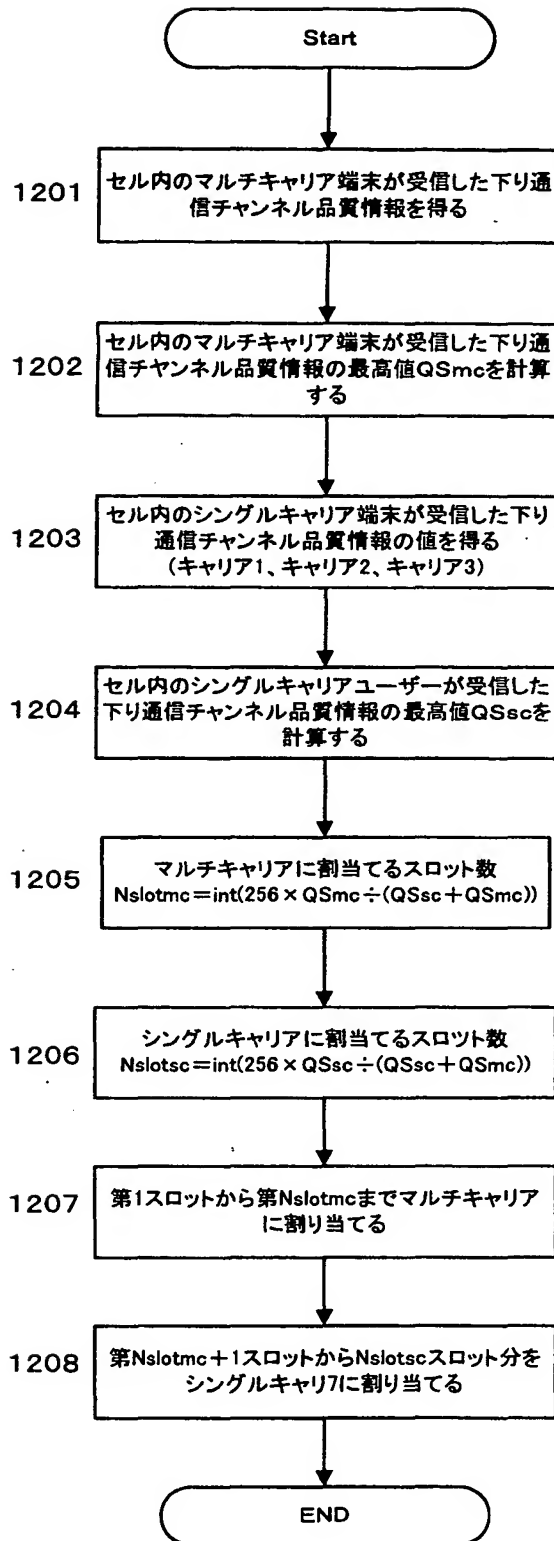 Start
1201
セル内のマルチキャリア端末が受信した下り通
信チャンネル品質情報を得る
1202
セル内のマルチキャリア端末が受信した下り通
信チヤンネル品質情報の最高値QSmcを計算
する
1203
セル内のシングルキャリア端末が受信した下り
通信チャンネル品質情報の値を得る
(キャリア1、キャリア2、キャリア3)
1204
セル内のシングルキャリアユーザーが受信した
下り通信チャンネル品質情報の最高値QSscを
計算する
1205
マルチキャリアに割当てるスロット数
Nslotmc=int(256×QSmc÷(QSsc+QSmc))
1206
シングルキャリアに割当てるスロツト数
Nslotsc=int(256×QSsc÷(QSsc+QSmc))
1207
第1スロットから第Nslotmcまでマルチキャリア
に割り当てる
1208
第Nslotmc+1スロットからNslotscスロット分を
シングルキャリ7に割り当てる
END